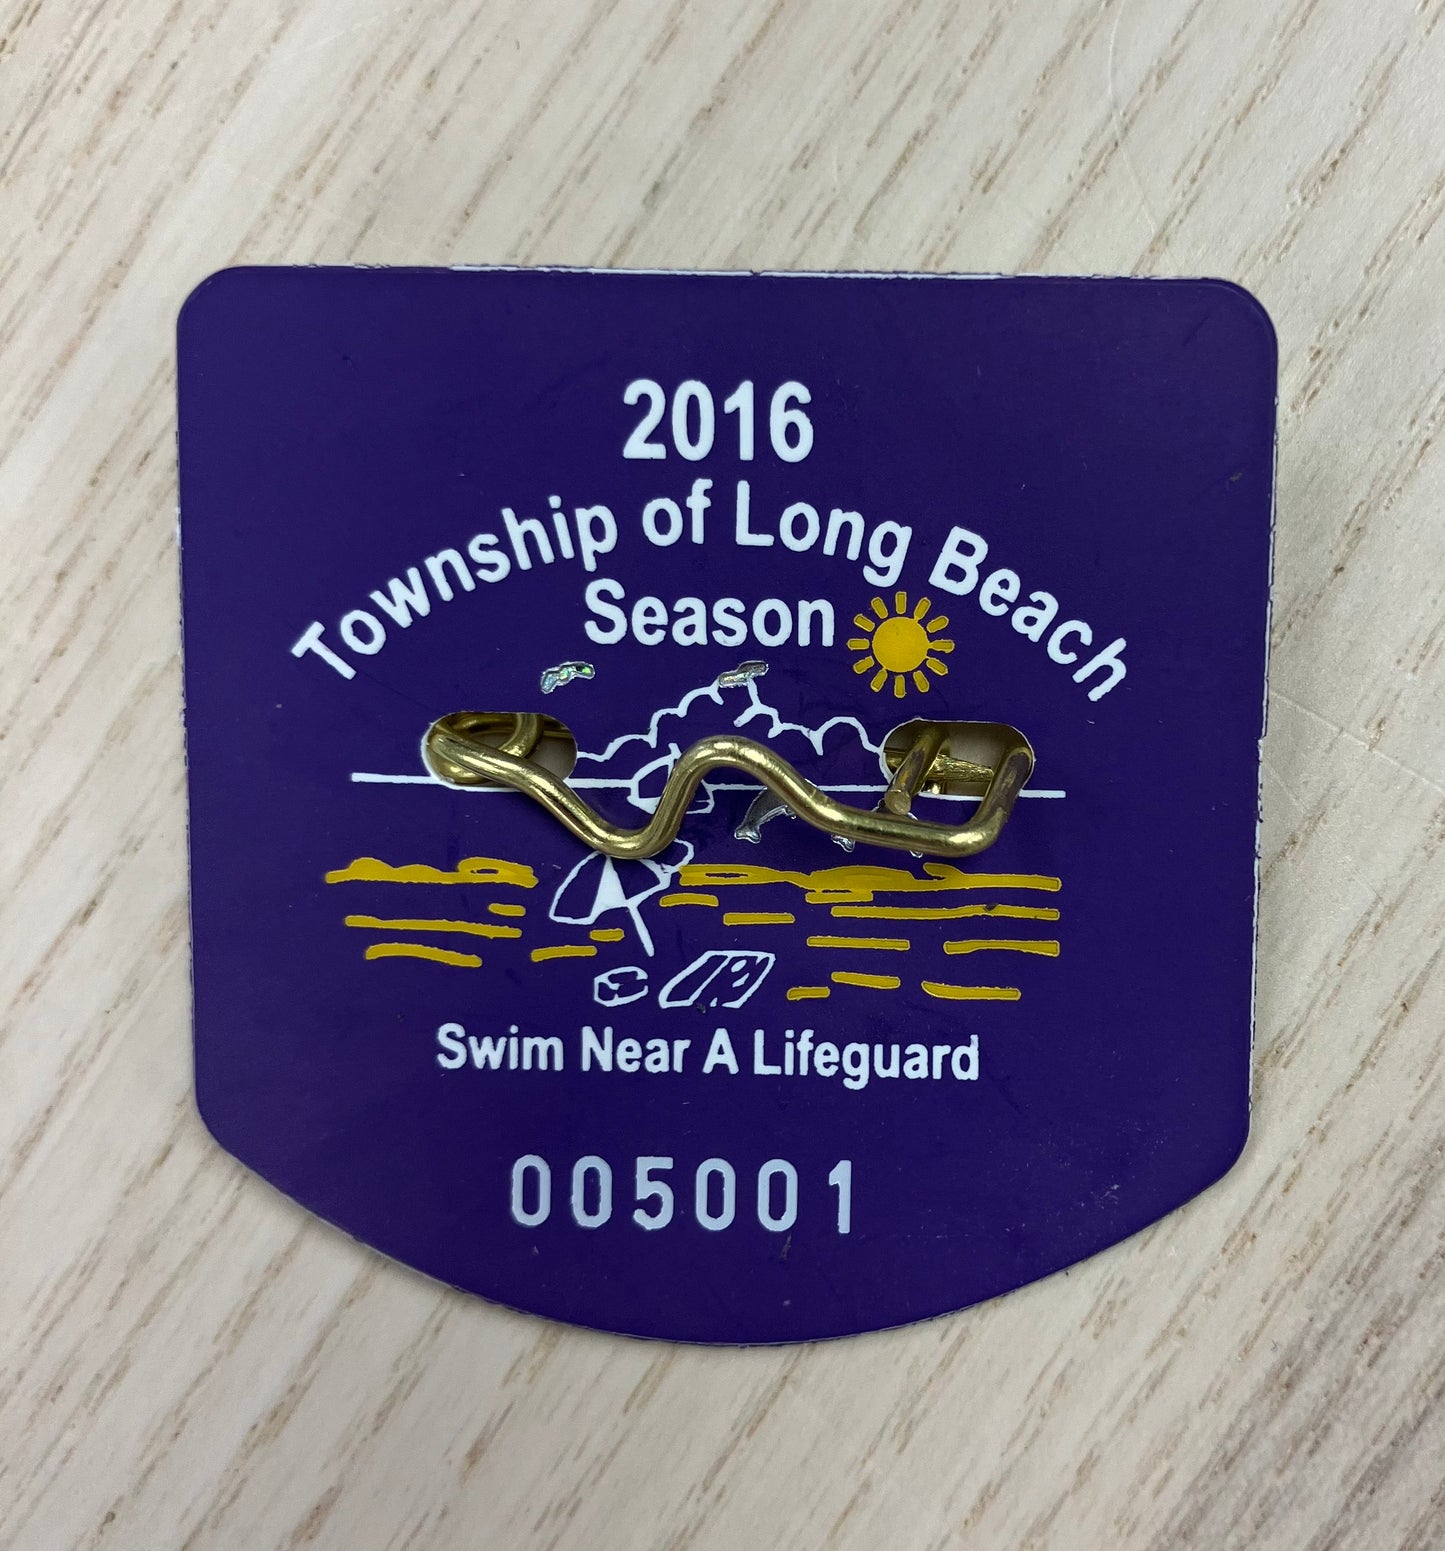 2016
Township of Long Beach
Season
Swim Near A Lifeguard
005001